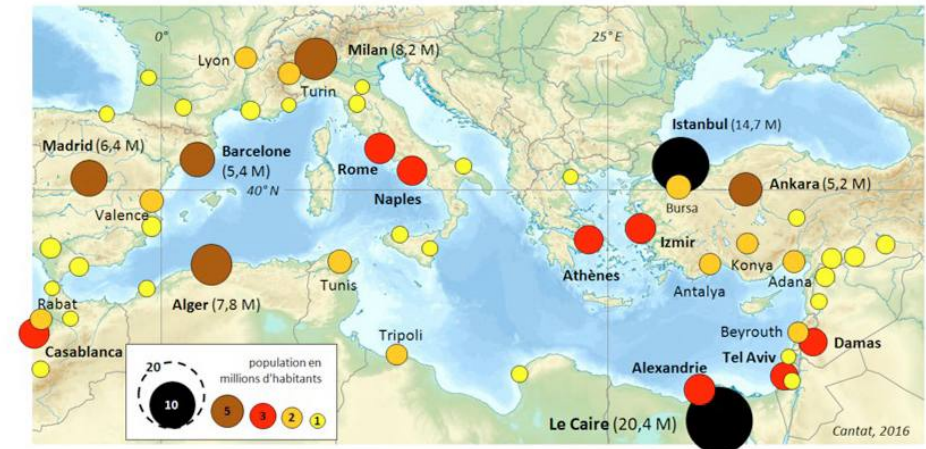 0°
25° E
Lyon
Milan (8,2 M)
Turin
Istanbul (14,7 M)
Madrid (6,4 M)
Barcelone
(5,4 M)
Rome
40° N
Ankara (5,2 M)
Naples
Bursa
Valence
Izmir
Athènes
Konya
Adana
Antalya
Tunis
Alger (7,8 M)
Rabat
Tripoli
Beyrouth
Damas
Casablanca
Tel Aviv
Alexandrie
20
population en
millions d'habitants
10
5
3
2
1
Le Caire (20,4 M)
Cantat, 2016